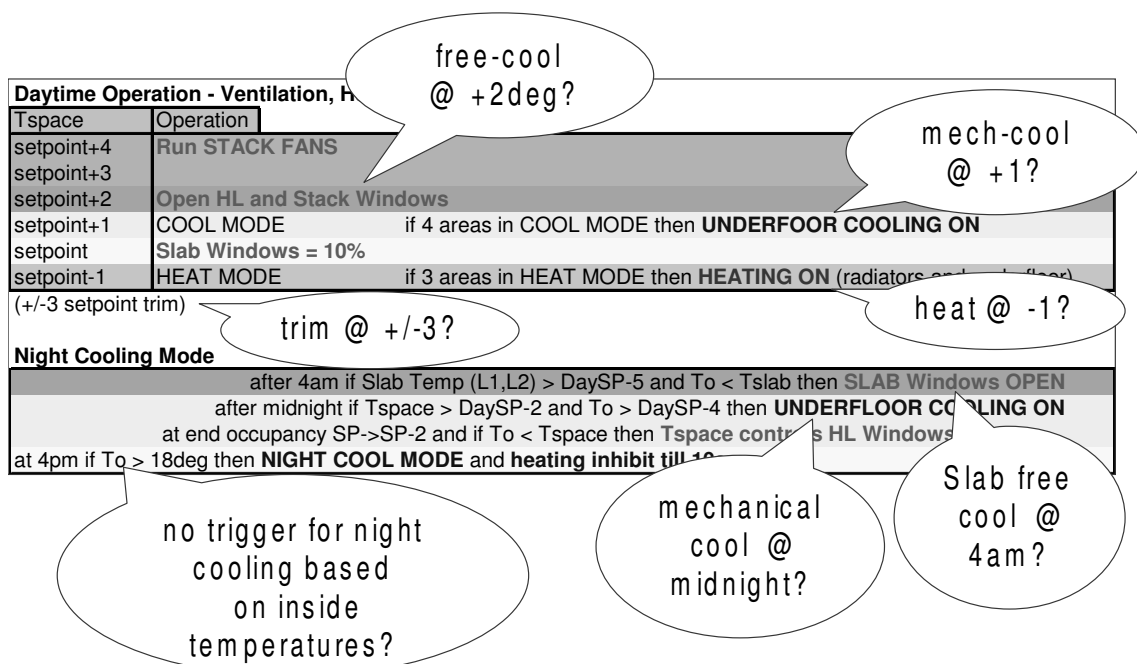 free-cool
@ +2deg?
Daytime Operation - Ventilation, H
Tspace Operation
mech-cool
@ +1?
setpoint+4 Run STACK FANS
setpoint+3
setpoint+2 Open HL and Stack Windows
setpoint+1 COOL MODE if 4 areas in COOL MODE then UNDERFOOR COOLING ON
setpoint Slab Windows = 10%
setpoint-1 HEAT MODE if 3 areas in HEAT MODE then HEATING ON (radiators
(+/-3 setpoint trim)
trim @ +/-3?
heat @ -1?
Night Cooling Mode
after 4am if Slab Temp (L1,L2) > DaySP-5 and To < Tslab then SLAB Windows OPEN
after midnight if Tspace > DaySP-2 and To > DaySP-4 then UNDERFLOOR COOLING ON
at end occupancy SP->SP-2 and if To < Tspace then Tspace controls HL Windows
at 4pm if To > 18deg then NIGHT COOL MODE and heating inhibit till
no trigger for night
cooling based
on inside
temperatures?
mechanical
cool @
midnight?
Slab free
cool @
4am?